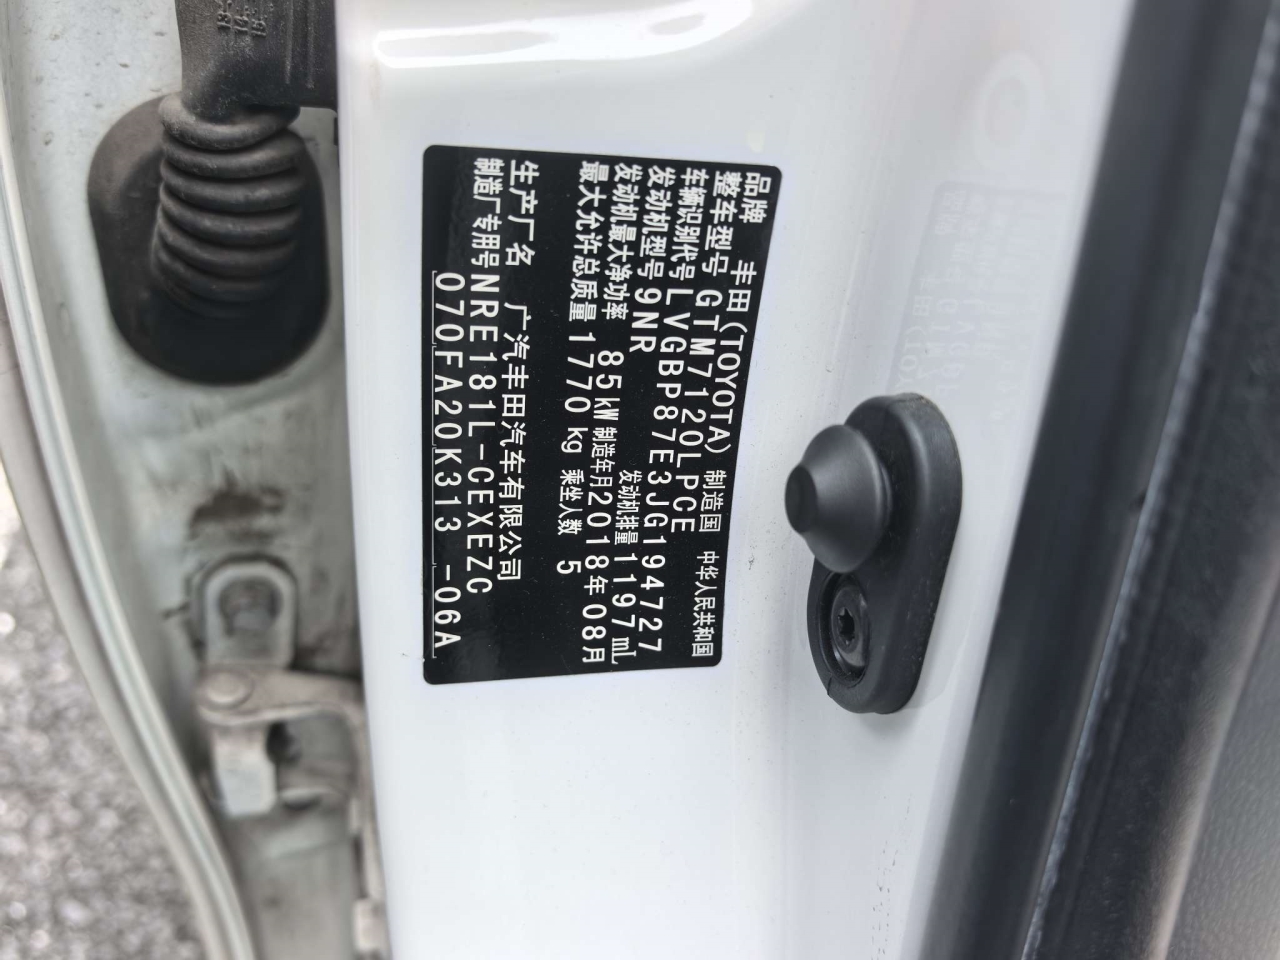 品牌 丰田(TOYOTA) 制造国 中华人民共和国
整车型号 GTM7120LPCE
车辆识别代号 LVGBP87E3JG194727
发动机型号 9NR 发动机排量 1197 mL
发动机最大净功率 85kW 制造年月 2018年08月
最大允许总质量 1770 kg 乘坐人数 5
生产厂名 广汽丰田汽车有限公司
制造厂专用号 NRE181L-CEXEZC
070FA20K313 -06A